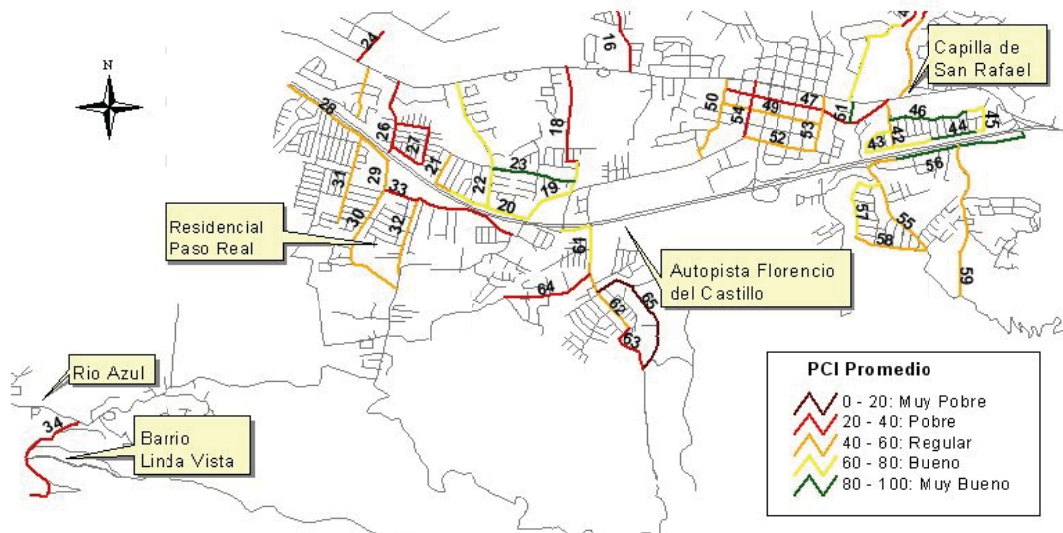 N
24
16
4
Capilla de
San Rafael
28
26
27
21
18
50
54
49
47
53
52
51
46
42
44
45
43
56
31
29
33
30
32
22
23
19
20
57
55
58
59
Residencial
Paso Real
61
Autopista Florencio
del Castillo
64
62
65
63
Rio Azul
34
Barrio
Linda Vista
PCI Promedio
0 - 20: Muy Pobre
20 - 40: Pobre
40 - 60: Regular
60 - 80: Bueno
80 - 100: Muy Bueno